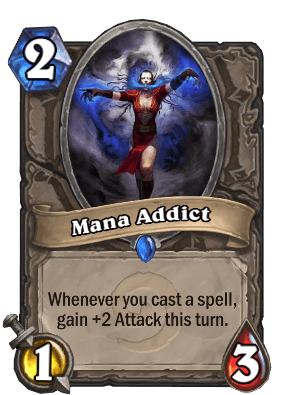 2
Mana Addict
Whenever you cast a spell,
gain +2 Attack this turn.
1
3